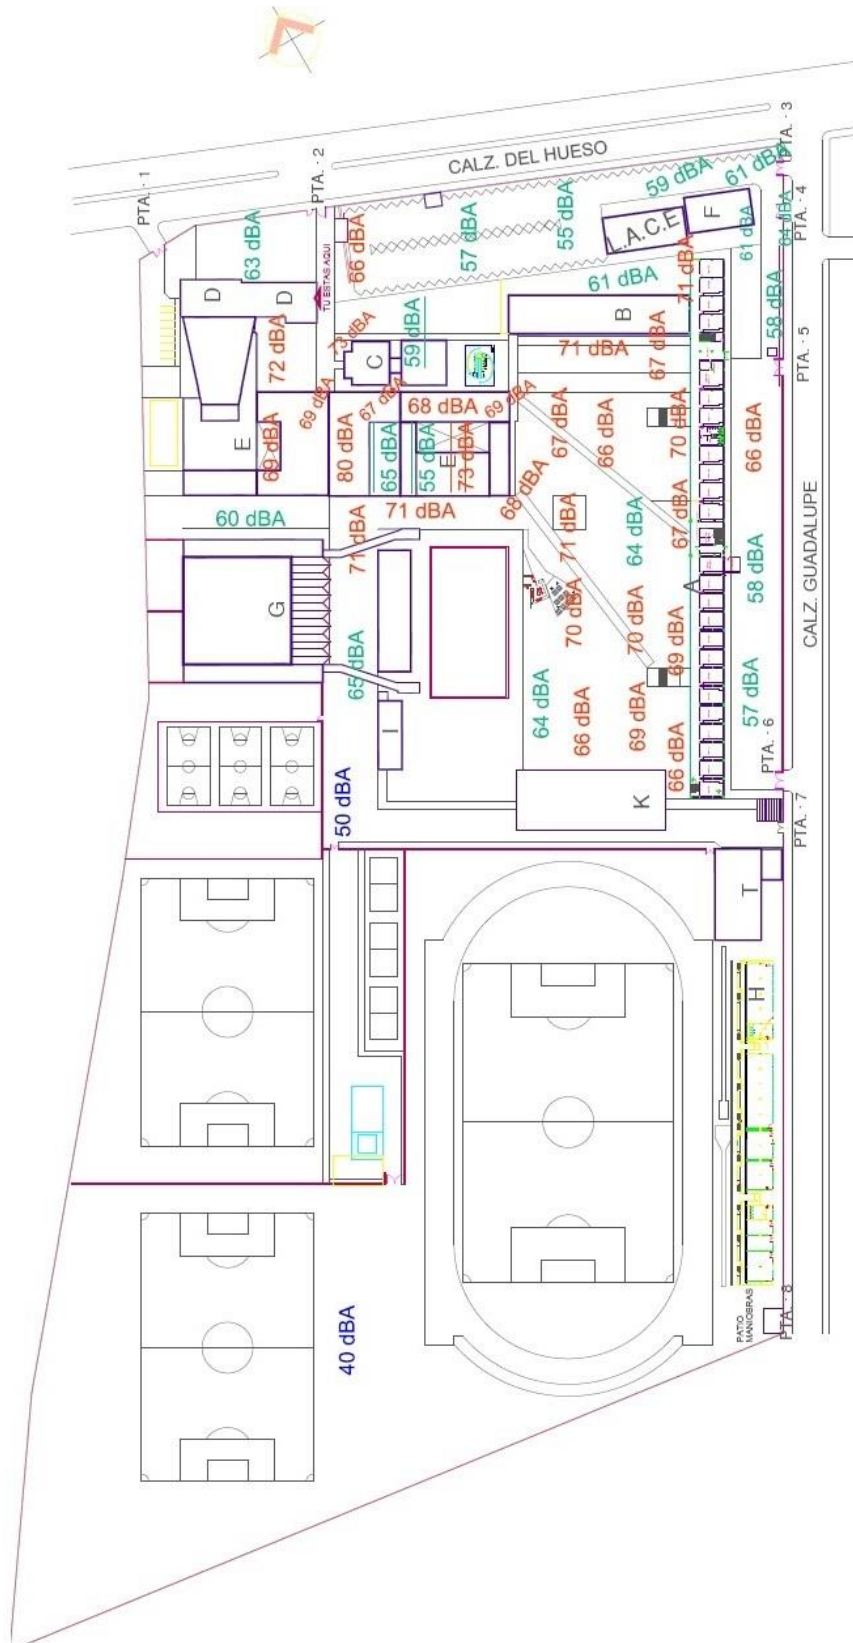 PTA. - 1
PTA. - 2
CALZ. DEL HUESO
PTA. - 3
PTA. - 4
63 dBA
TU ESTAS AQUI
66 dBA
57 dBA
55 dBA
59 dBA
61 dBA
L.A.C.E
F
61 dBA
64 dBA
D
D
61 dBA
71 dBA
58 dBA
B
PTA. - 5
72 dBA
73 dBA
C
59 dBA
71 dBA
67 dBA
69 dBA
67 dBA
68 dBA
69 dBA
E
69 dBA
80 dBA
65 dBA
55 dBA
E
73 dBA
67 dBA
66 dBA
70 dBA
66 dBA
60 dBA
71 dBA
71 dBA
68 dBA
71 dBA
64 dBA
67 dBA
58 dBA
CALZ. GUADALUPE
A
G
65 dBA
70 dBA
70 dBA
69 dBA
57 dBA
I
64 dBA
66 dBA
69 dBA
66 dBA
PTA. - 6
50 dBA
K
PTA. - 7
T
H
40 dBA
PATIO
MANIOBRAS
PTA. - 8